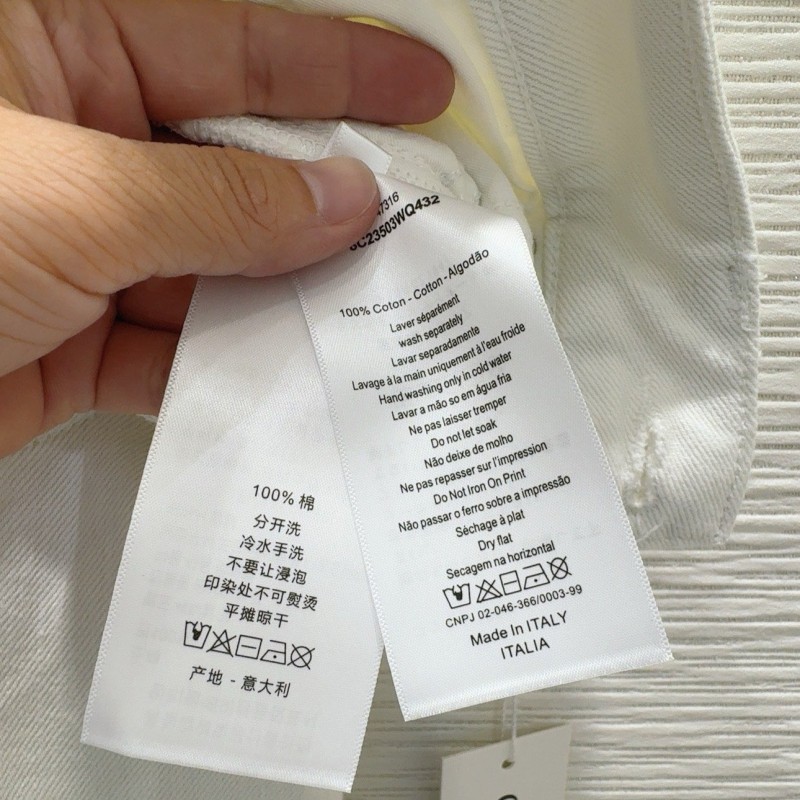 100% 棉
分开洗
冷水手洗
不要让浸泡
印染处不可熨烫
平摊晾干
产地 - 意大利
7316
6C23503WQ432
100% Coton - Cotton - Algodão
Laver séparément
wash separately
Lavar separadamente
Lavage à la main uniquement à l'eau froide
Hand washing only in cold water
Lavar a mão so em água fria
Ne pas laisser tremper
Do not let soak
Não deixe de molho
Ne pas repasser sur l'impression
Do Not Iron On Print
Não passar o ferro sobre a impressão
Séchage à plat
Dry flat
Secagem na horizontal
CNPJ 02-046-366/0003-99
Made In ITALY
ITALIA